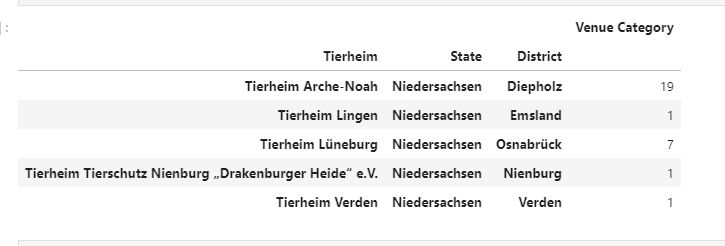 ]:
Venue Category
Tierheim State District
Tierheim Arche-Noah Niedersachsen Diepholz 19
Tierheim Lingen Niedersachsen Emsland 1
Tierheim Lüneburg Niedersachsen Osnabrück 7
Tierheim Tierschutz Nienburg „Drakenburger Heide“ e.V. Niedersachsen Nienburg 1
Tierheim Verden Niedersachsen Verden 1